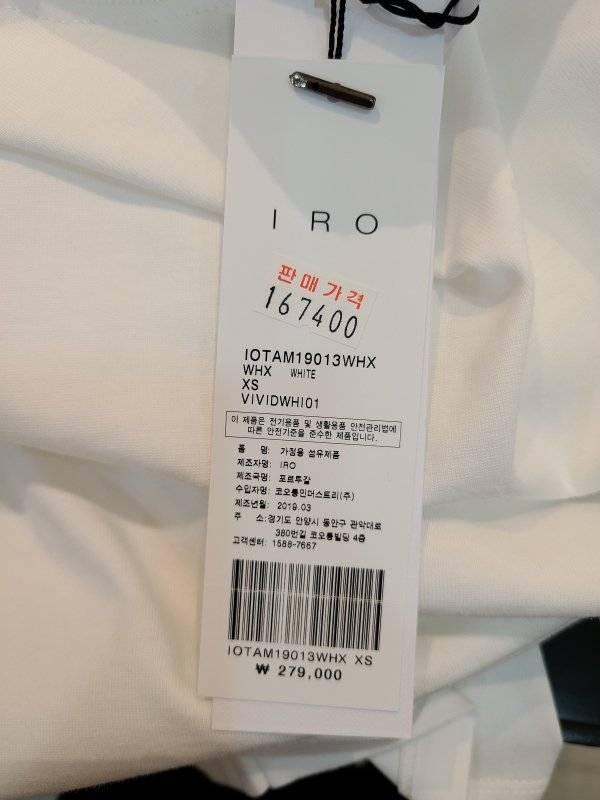 IRO
판매가격
167400
IOTAM19013WHX
WHX WHITE
XS
VIVIDWHI01
이 제품은 전기용품 및 생활용품 안전관리법에
따른 안전기준을 준수한 제품입니다.
품 명: 가정용 섬유제품
제조자명: IRO
제조국명: 포르투갈
수입자명: 코오롱인더스트리(주)
제조년월: 2019.03
주 소:경기도 안양시 동안구 관악대로
380번길 코오롱빌딩 4층
고객센터: 1588-7667
IOTAM19013WHX XS
₩ 279,000